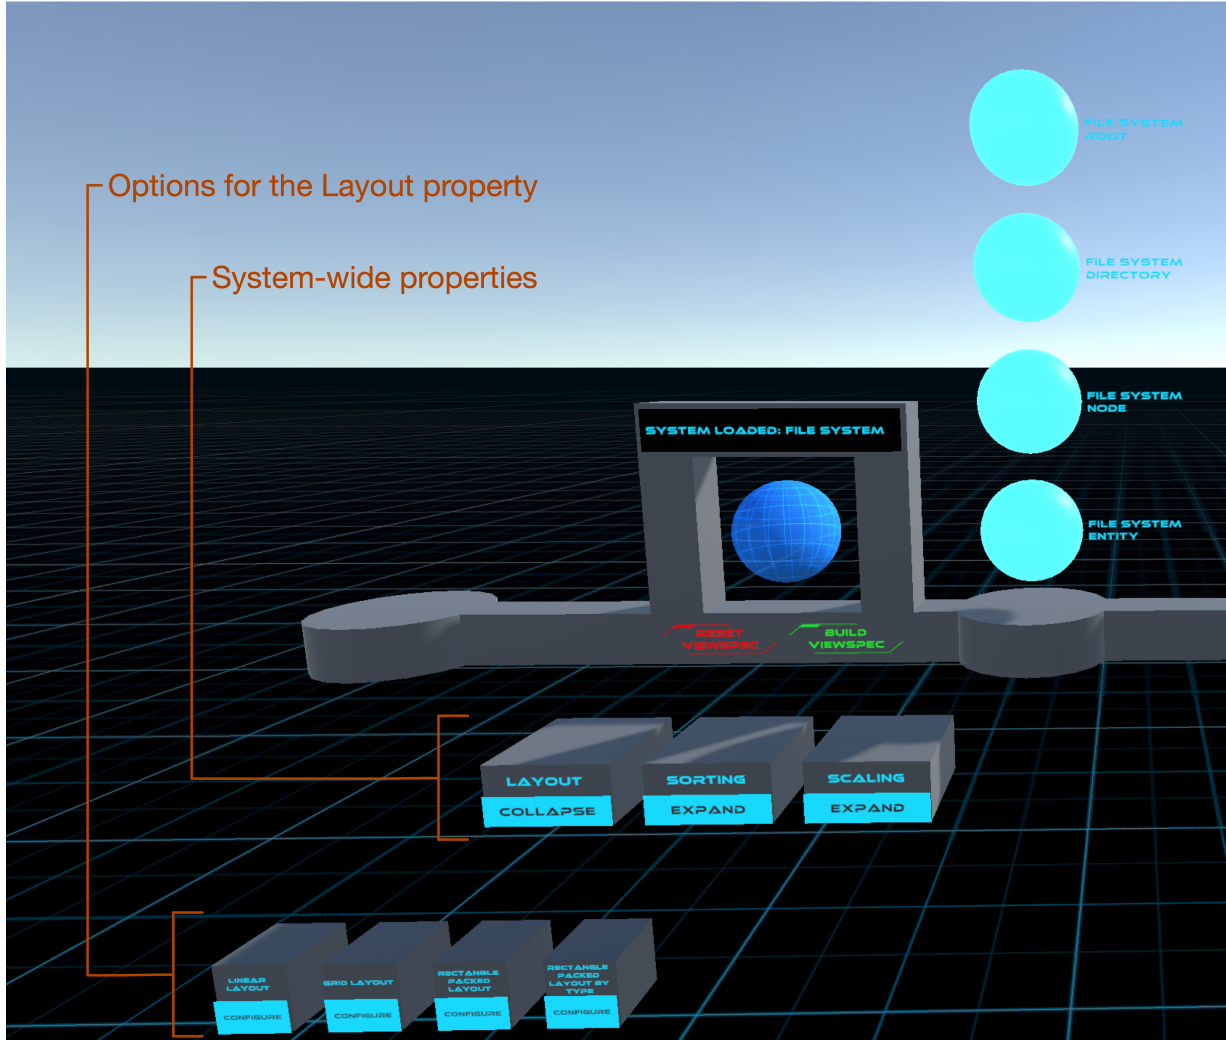 FILE SYSTEM
ROOT
Options for the Layout property
FILE SYSTEM
DIRECTORY
System-wide properties
FILE SYSTEM
NODE
SYSTEM LOADED: FILE SYSTEM
FILE SYSTEM
ENTITY
RESET
VIEWSPEC
BUILD
VIEWSPEC
LAYOUT
COLLAPSE
SORTING
EXPAND
SCALING
EXPAND
LINEAR
LAYOUT
CONFIGURE
GRID LAYOUT
CONFIGURE
RECTANGLE
PACKED
LAYOUT
CONFIGURE
RECTANGLE
PACKED
LAYOUT BY
TYPE
CONFIGURE